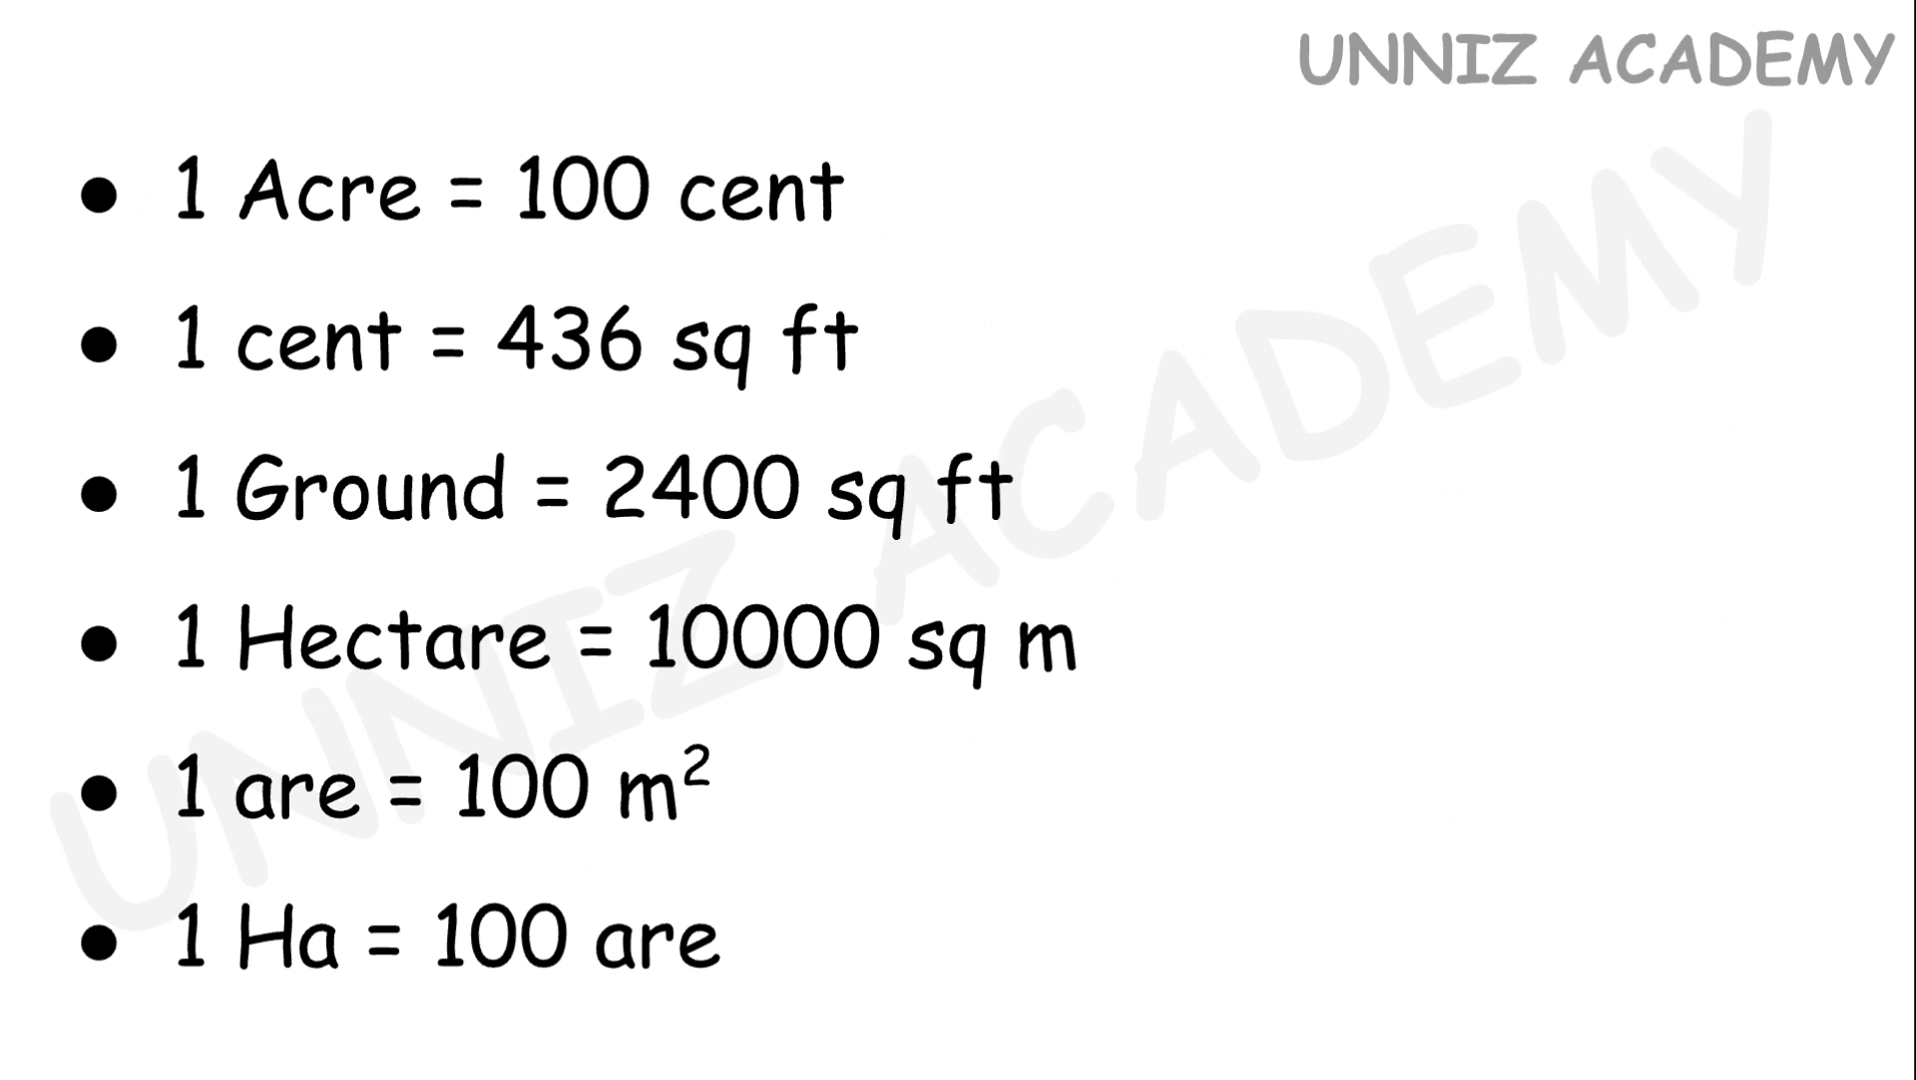 UNNIZ ACADEMY
• 1 Acre = 100 cent
• 1 cent = 436 sq ft
• 1 Ground = 2400 sq ft
• 1 Hectare = 10000 sq m
• 1 are = 100 m²
• 1 Ha = 100 are
UNNIZ ACADEMY